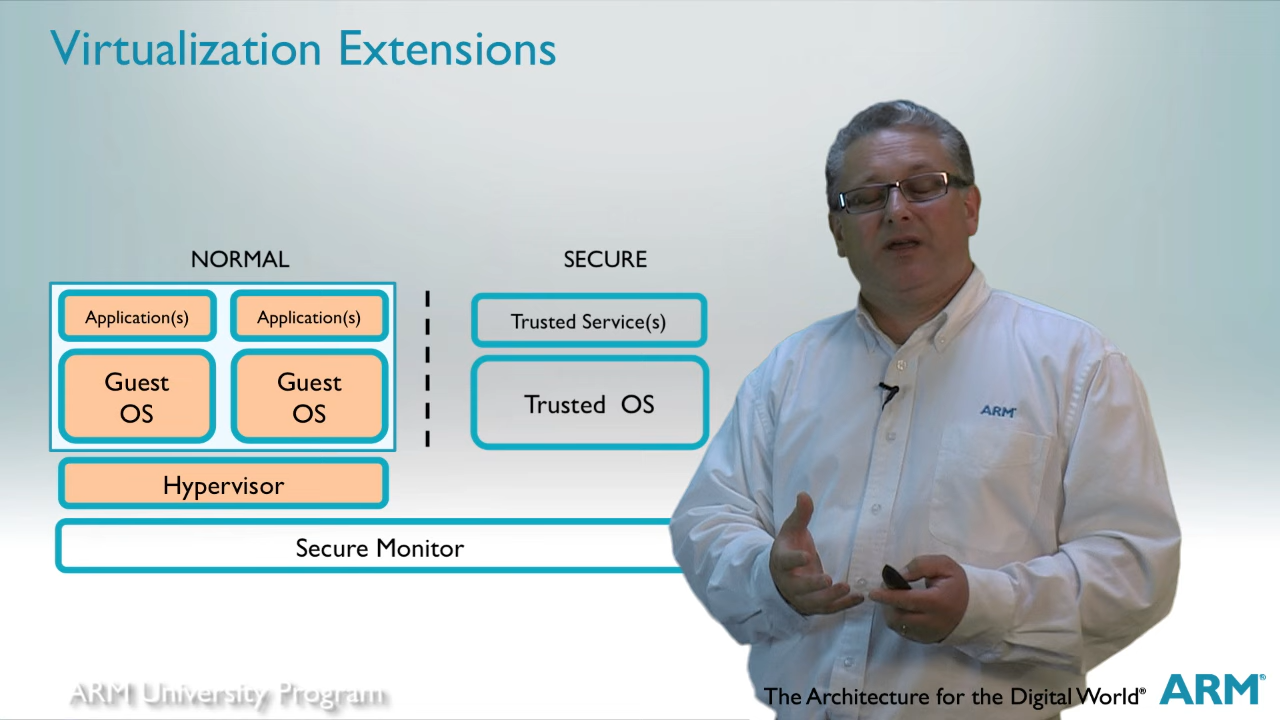 Virtualization Extensions
NORMAL
SECURE
Application(s)
Application(s)
Trusted Service(s)
Guest
OS
Guest
OS
Trusted OS
Hypervisor
Secure Monitor
ARM
ARM University Program
The Architecture for the Digital World®
ARM®